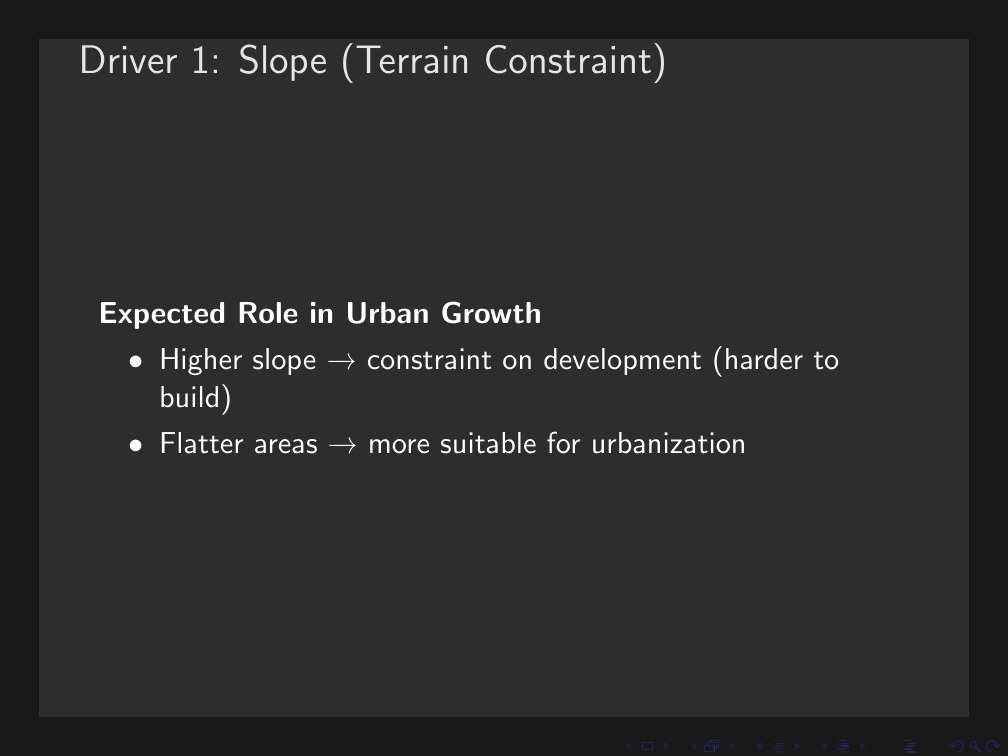 Driver 1: Slope (Terrain Constraint)
Expected Role in Urban Growth
• Higher slope → constraint on development (harder to
build)
• Flatter areas → more suitable for urbanization